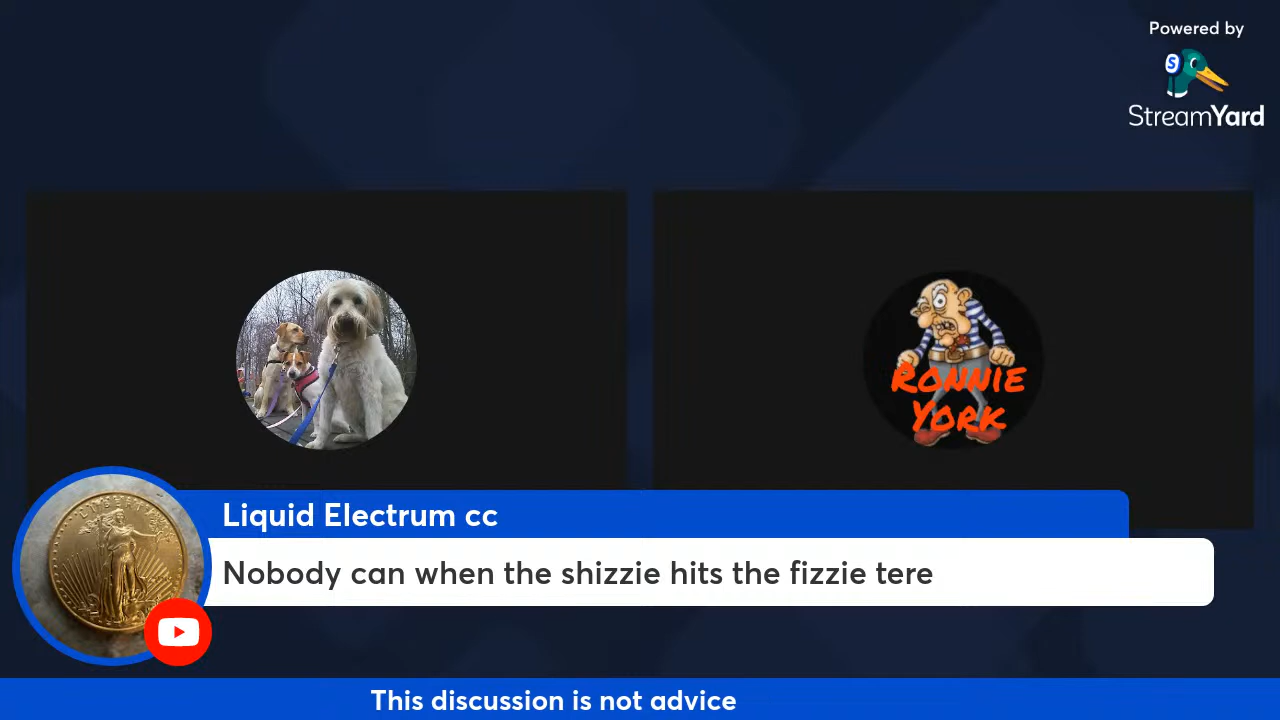 Powered by
S
StreamYard
RONNIE
YORK
LIBERTY
Liquid Electrum cc
Nobody can when the shizzie hits the fizzie tere
This discussion is not advice